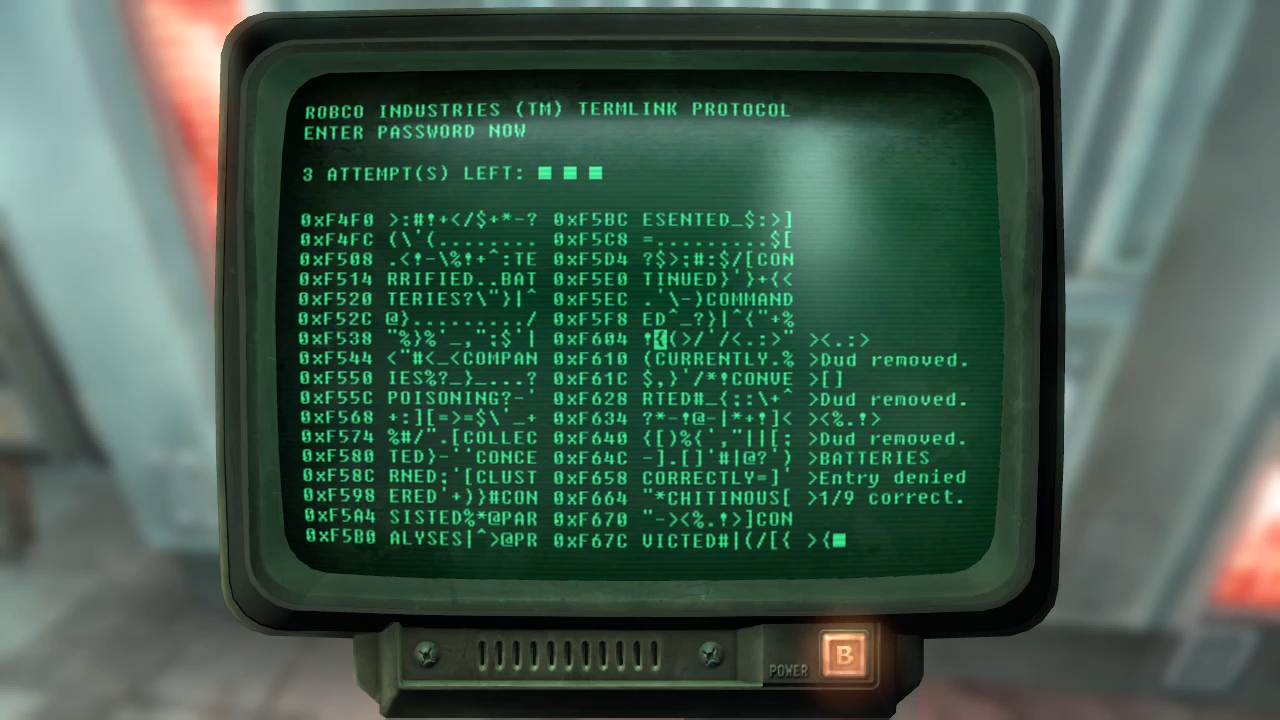 ROBCO INDUSTRIES (TM) TERMLINK PROTOCOL
ENTER PASSWORD NOW
3 ATTEMPT(S) LEFT: ■ ■ ■
0xF4F0 >:#!+</$+*-? 0xF5BC ESENTED_$:>]
0xF4FC (\'(........ 0xF5C8 =.........$[
0xF508 .<!-\%!+^:TE 0xF5D4 ?$>;#:$/[CON
0xF514 RRIFIED..BAT 0xF5E0 TINUED}'}+{<
0xF520 TERIES?\"}|^ 0xF5EC .'\-)COMMAND
0xF52C @}........./ 0xF5F8 ED^_?}|^{"+%
0xF538 "%}%'_,";$'| 0xF604 !{(>/'/<.:>" ><.:>
0xF544 <"#<_<COMPAN 0xF610 (CURRENTLY.% >Dud removed.
0xF550 IES%?_}_...? 0xF61C $,}'/*!CONVE >[]
0xF55C POISONING?-' 0xF628 RTED#_{;:\+^ >Dud removed.
0xF568 +:][=>=$\'_+ 0xF634 ?*-!@-|*+!]< ><%.!>
0xF574 %#/".[COLLEC 0xF640 {[)%{',"||[; >Dud removed.
0xF580 TED}-''CONCE 0xF64C -].[]'#|@?') >BATTERIES
0xF58C RNED;'[CLUST 0xF658 CORRECTLY=]' >Entry denied
0xF598 ERED'+)}#CON 0xF664 "*CHITINOUS[ >1/9 correct.
0xF5A4 SISTED%*@PAR 0xF670 "-><%.!>]CON
0xF5B0 ALYSES|^>@PR 0xF67C VICTED#|(/[{ >{■
POWER
B